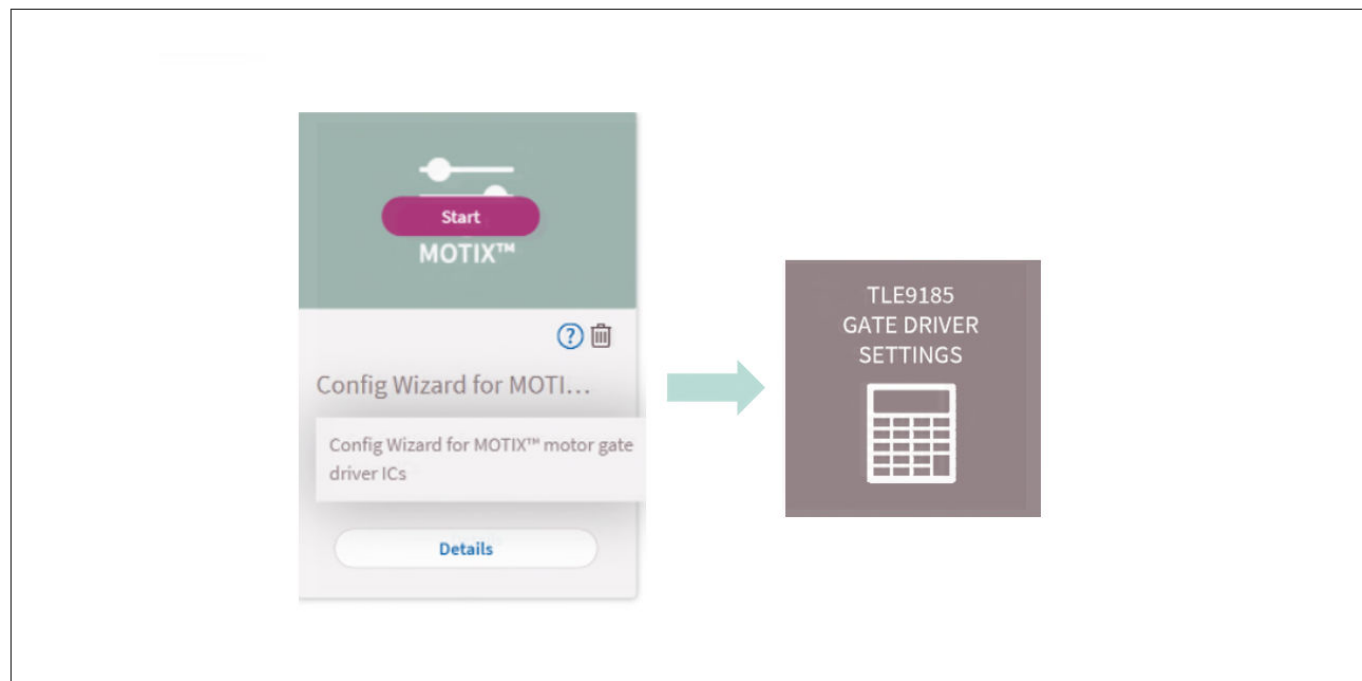 Start
MOTIX™
Config Wizard for MOTI...
Config Wizard for MOTIX™ motor gate
driver ICs
Details
TLE9185
GATE DRIVER
SETTINGS